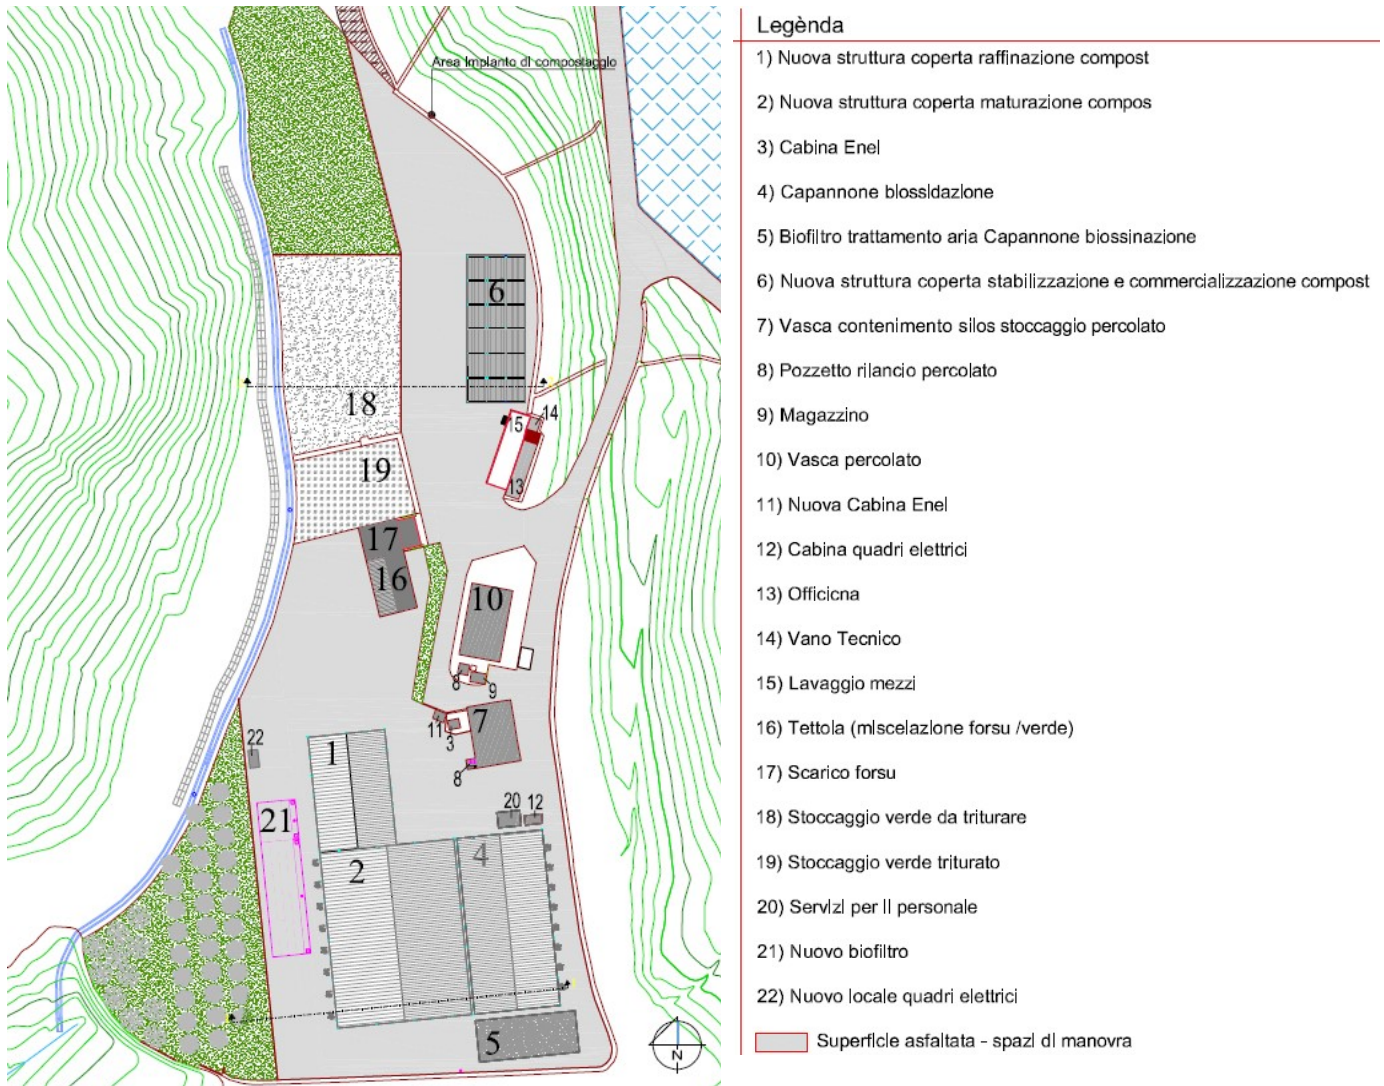 Area Impianto di compostaggio
6
18
14
15
19
13
17
16
10
8
9
11
3
7
22
1
8
21
20
12
2
4
5
N
Legènda
1) Nuova struttura coperta raffinazione compost
2) Nuova struttura coperta maturazione compos
3) Cabina Enel
4) Capannone biossidazione
5) Biofiltro trattamento aria Capannone biossinazione
6) Nuova struttura coperta stabilizzazione e commercializzazione compost
7) Vasca contenimento silos stoccaggio percolato
8) Pozzetto rilancio percolato
9) Magazzino
10) Vasca percolato
11) Nuova Cabina Enel
12) Cabina quadri elettrici
13) Officicna
14) Vano Tecnico
15) Lavaggio mezzi
16) Tettoia (miscelazione forsu /verde)
17) Scarico forsu
18) Stoccaggio verde da triturare
19) Stoccaggio verde triturato
20) Servizi per il personale
21) Nuovo biofiltro
22) Nuovo locale quadri elettrici
Superficie asfaltata - spazi di manovra